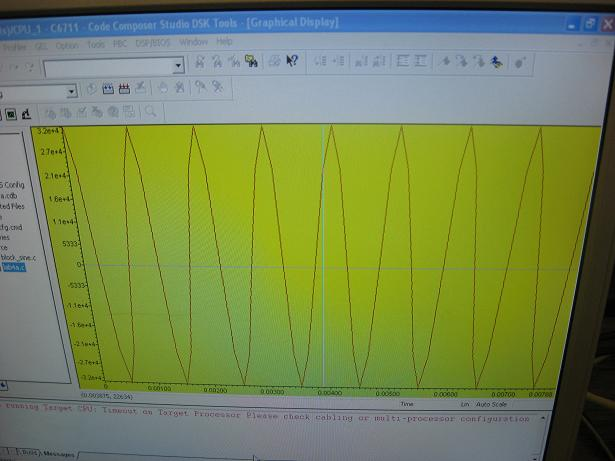 /CPU_1 - C6711 - Code Composer Studio DSK Tools - [Graphical Display]
Profiler GEL Option Tools PBC DSP/BIOS Window Help
3.2e+4
2.7e+4
2.1e+4
1.6e+4
1.1e+4
5333
0
-5333
-1.1e+4
-1.6e+4
-2.1e+4
-2.7e+4
-3.2e+4
Config
a.cdb
ted Files
cfg.cmd
ries
rce
block_sine.c
lab4a.c
0 0.00100 0.00200 0.00300 0.00400 0.00500 0.00600 0.00700 0.00788
(0.003875, 22634) Time Lin Auto Scale
running Target CPU: Timeout on Target Processor Please check cabling or multi-processor configuration
Build Messages